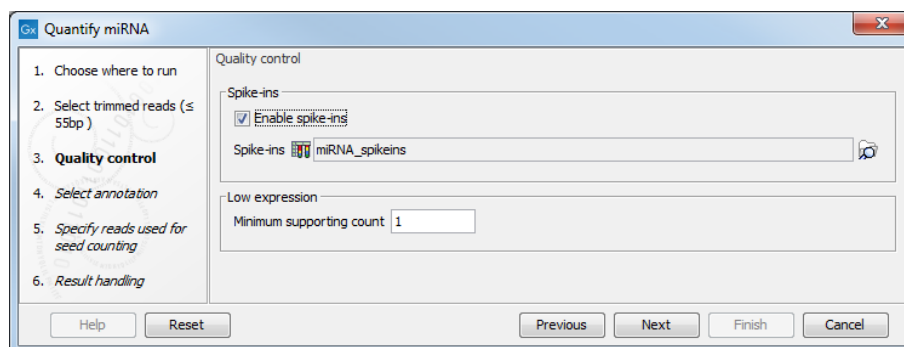 Gx Quantify miRNA
1. Choose where to run
2. Select trimmed reads (≤
55bp )
3. Quality control
4. Select annotation
5. Specify reads used for
seed counting
6. Result handling
Quality control
Spike-ins
Enable spike-ins
Spike-ins miRNA_spikeins
Low expression
Minimum supporting count 1
Help Reset Previous Next Finish Cancel